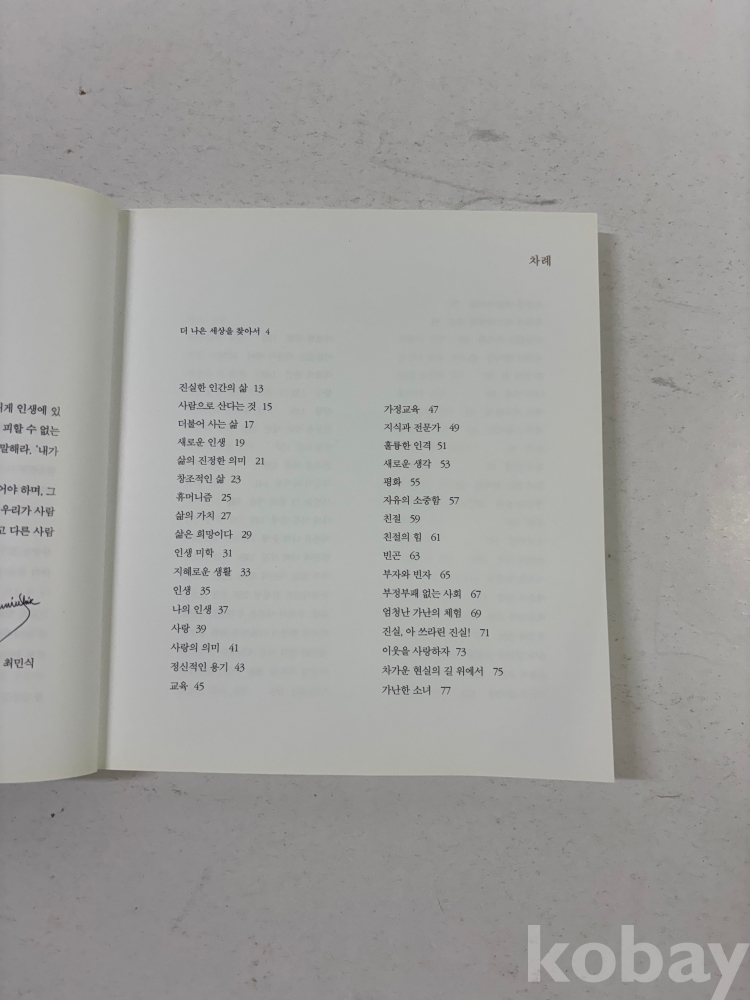 게 인생에 있
피할 수 없는
말해라. '내가
어야 하며, 그
우리가 사람
고 다른 사람
최민식
차례
더 나은 세상을 찾아서 4
진실한 인간의 삶 13
사람으로 산다는 것 15
더불어 사는 삶 17
새로운 인생 19
삶의 진정한 의미 21
창조적인 삶 23
휴머니즘 25
삶의 가치 27
삶은 희망이다 29
인생 미학 31
지혜로운 생활 33
인생 35
나의 인생 37
사랑 39
사랑의 의미 41
정신적인 용기 43
교육 45
가정교육 47
지식과 전문가 49
훌륭한 인격 51
새로운 생각 53
평화 55
자유의 소중함 57
친절 59
친절의 힘 61
빈곤 63
부자와 빈자 65
부정부패 없는 사회 67
엄청난 가난의 체험 69
진실, 아 쓰라린 진실! 71
이웃을 사랑하자 73
차가운 현실의 길 위에서 75
가난한 소녀 77
kobay